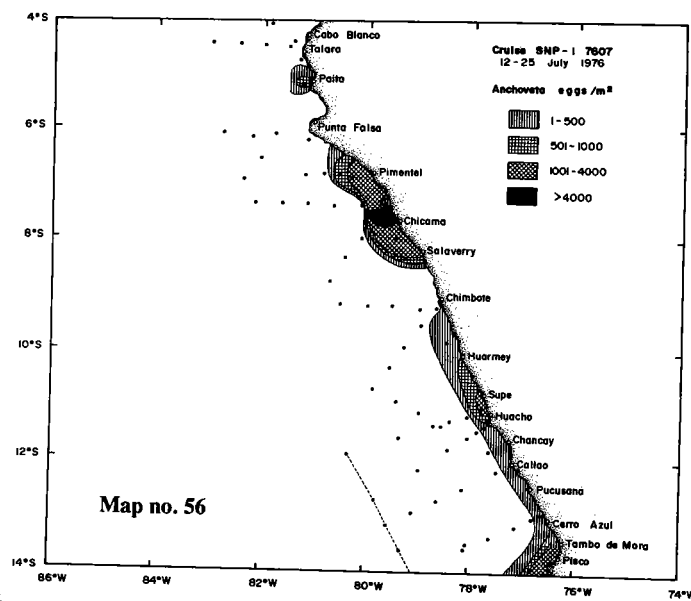 4°S
Cabo Blanco
Talara
Paita
Cruise SNP-I 7607
12-25 July 1976
Anchoveta eggs/m²
1-500
501-1000
1001-4000
>4000
6°S
Punta Falsa
Pimentel
8°S
Chicama
Salaverry
Chimbote
10°S
Huarmey
Supe
Huacho
Chancay
12°S
Callao
Pucusana
Map no. 56
Cerro Azul
Tambo de Mora
Pisco
14°S
86°W
84°W
82°W
80°W
78°W
76°W
74°W